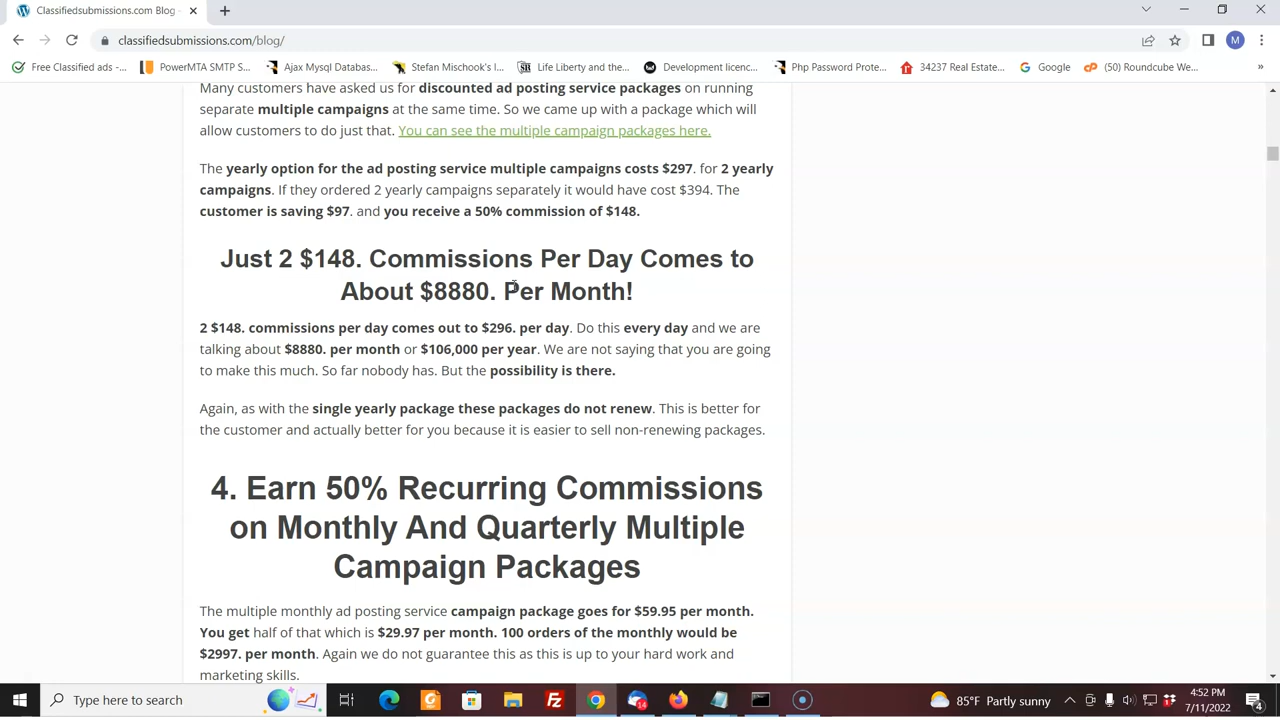 Classifiedsubmissions.com Blog -
classifiedsubmissions.com/blog/
M
Free Classified ads -...
PowerMTA SMTP S...
Ajax Mysql Databas...
Stefan Mischook's I...
Life Liberty and the...
Development licenc...
Php Password Prote...
34237 Real Estate...
Google
(50) Roundcube We...
»
Many customers have asked us for discounted ad posting service packages on running
separate multiple campaigns at the same time. So we came up with a package which will
allow customers to do just that. You can see the multiple campaign packages here.
The yearly option for the ad posting service multiple campaigns costs $297. for 2 yearly
campaigns. If they ordered 2 yearly campaigns separately it would have cost $394. The
customer is saving $97. and you receive a 50% commission of $148.
Just 2 $148. Commissions Per Day Comes to
About $8880. Per Month!
2 $148. commissions per day comes out to $296. per day. Do this every day and we are
talking about $8880. per month or $106,000 per year. We are not saying that you are going
to make this much. So far nobody has. But the possibility is there.
Again, as with the single yearly package these packages do not renew. This is better for
the customer and actually better for you because it is easier to sell non-renewing packages.
4. Earn 50% Recurring Commissions
on Monthly And Quarterly Multiple
Campaign Packages
The multiple monthly ad posting service campaign package goes for $59.95 per month.
You get half of that which is $29.97 per month. 100 orders of the monthly would be
$2997. per month. Again we do not guarantee this as this is up to your hard work and
marketing skills.
Type here to search
14
85°F Partly sunny
4:52 PM
7/11/2022
4